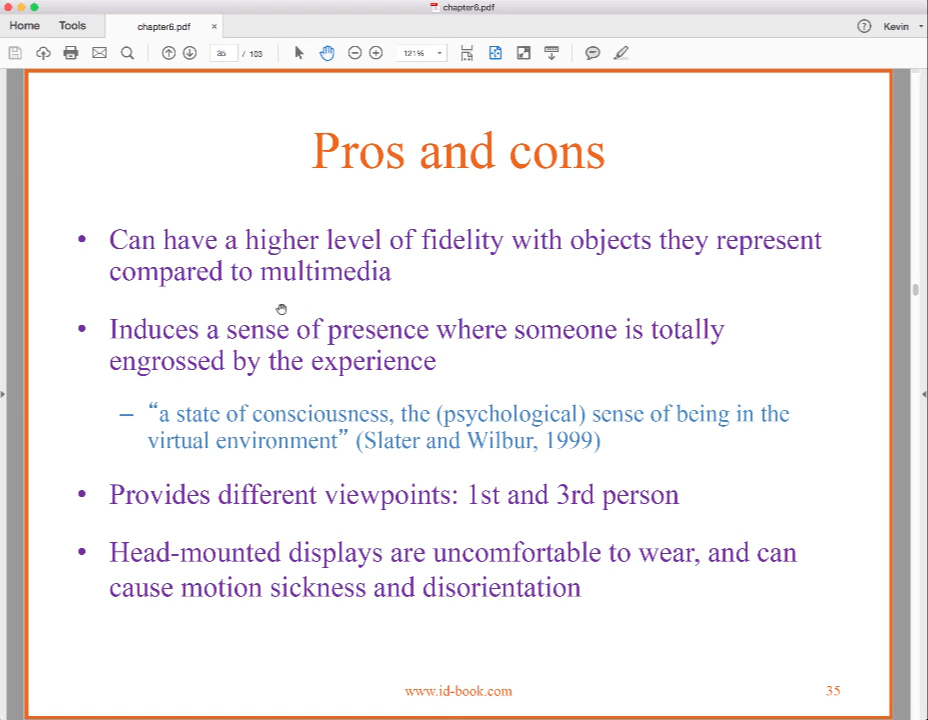 chapter6.pdf
Home Tools chapter6.pdf × ? Kevin
35 / 103 121%
Pros and cons
• Can have a higher level of fidelity with objects they represent
compared to multimedia
• Induces a sense of presence where someone is totally
engrossed by the experience
– “a state of consciousness, the (psychological) sense of being in the
virtual environment” (Slater and Wilbur, 1999)
• Provides different viewpoints: 1st and 3rd person
• Head-mounted displays are uncomfortable to wear, and can
cause motion sickness and disorientation
www.id-book.com 35